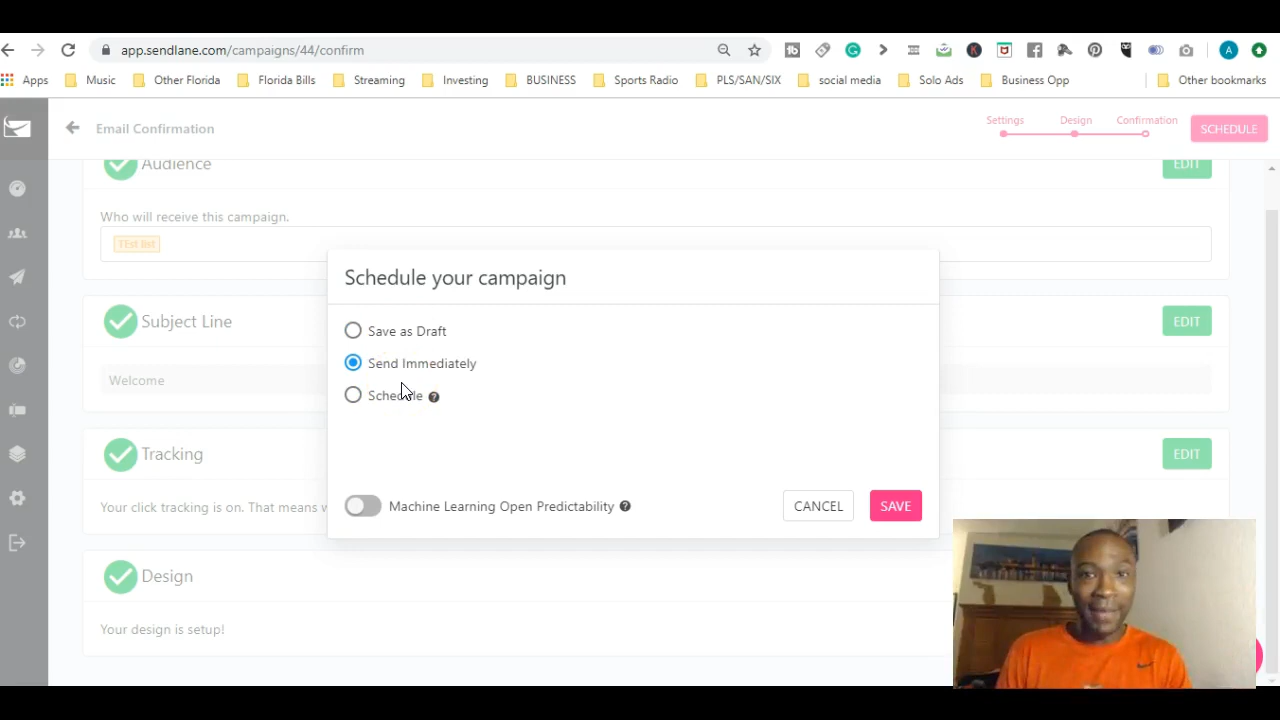 app.sendlane.com/campaigns/44/confirm
Apps Music Other Florida Florida Bills Streaming Investing BUSINESS Sports Radio PLS/SAN/SIX social media Solo Ads Business Opp Other bookmarks
Email Confirmation
Settings Design Confirmation
SCHEDULE
Audience
EDIT
Who will receive this campaign.
TEst list
Schedule your campaign
Save as Draft
Send Immediately
Schedule
Machine Learning Open Predictability
CANCEL SAVE
Subject Line
EDIT
Welcome
Tracking
EDIT
Your click tracking is on. That means
Design
Your design is setup!